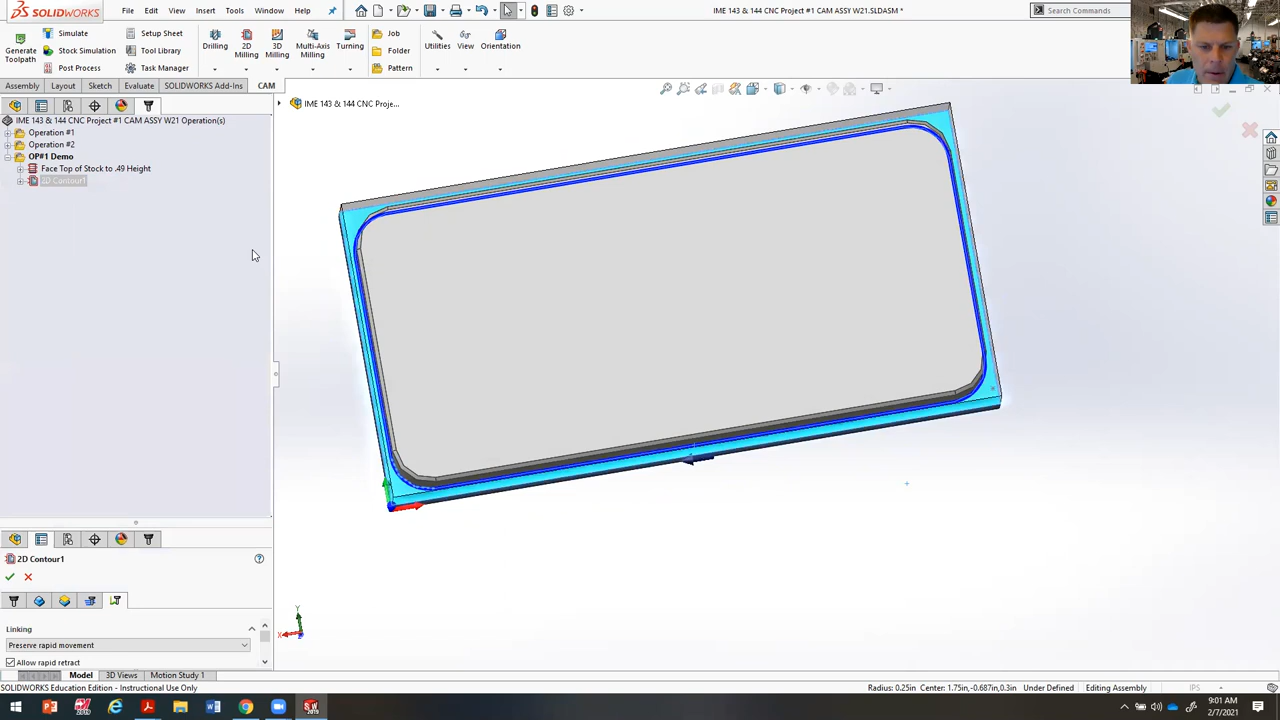 SOLIDWORKS File Edit View Insert Tools Window Help IME 143 & 144 CNC Project #1 CAM ASSY W21.SLDASM * Search Commands
Generate Toolpath
Simulate
Stock Simulation
Post Process
Setup Sheet
Tool Library
Task Manager
Drilling
2D Milling
3D Milling
Multi-Axis Milling
Turning
Job
Folder
Pattern
Utilities
View
Orientation
Assembly Layout Sketch Evaluate SOLIDWORKS Add-Ins CAM
IME 143 & 144 CNC Proje...
IME 143 & 144 CNC Project #1 CAM ASSY W21 Operation(s)
Operation #1
Operation #2
OP#1 Demo
Face Top of Stock to .49 Height
2D Contour1
2D Contour1
Linking
Preserve rapid movement
Allow rapid retract
Y
X
Model 3D Views Motion Study 1
SOLIDWORKS Education Edition - Instructional Use Only Radius: 0.25in Center: 1.75in,-0.687in,0.3in Under Defined Editing Assembly IPS
9:01 AM
2/7/2021